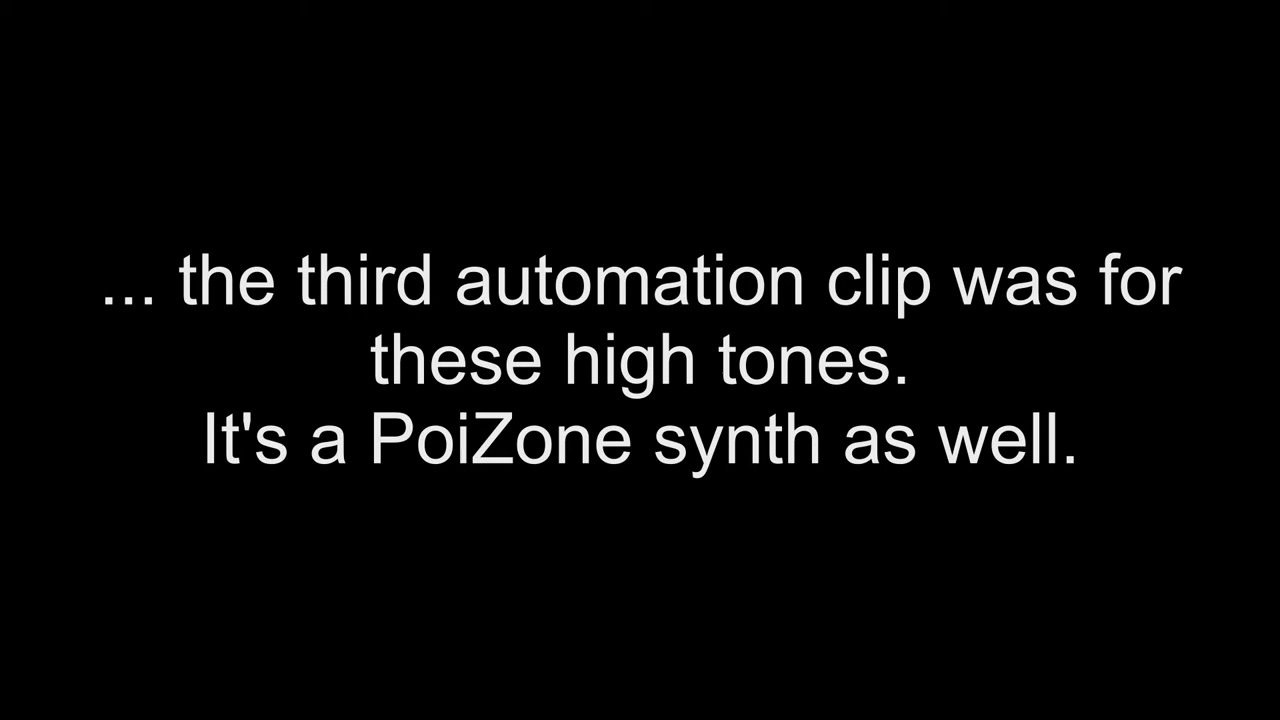 ... the third automation clip was for
these high tones.
It's a PoiZone synth as well.